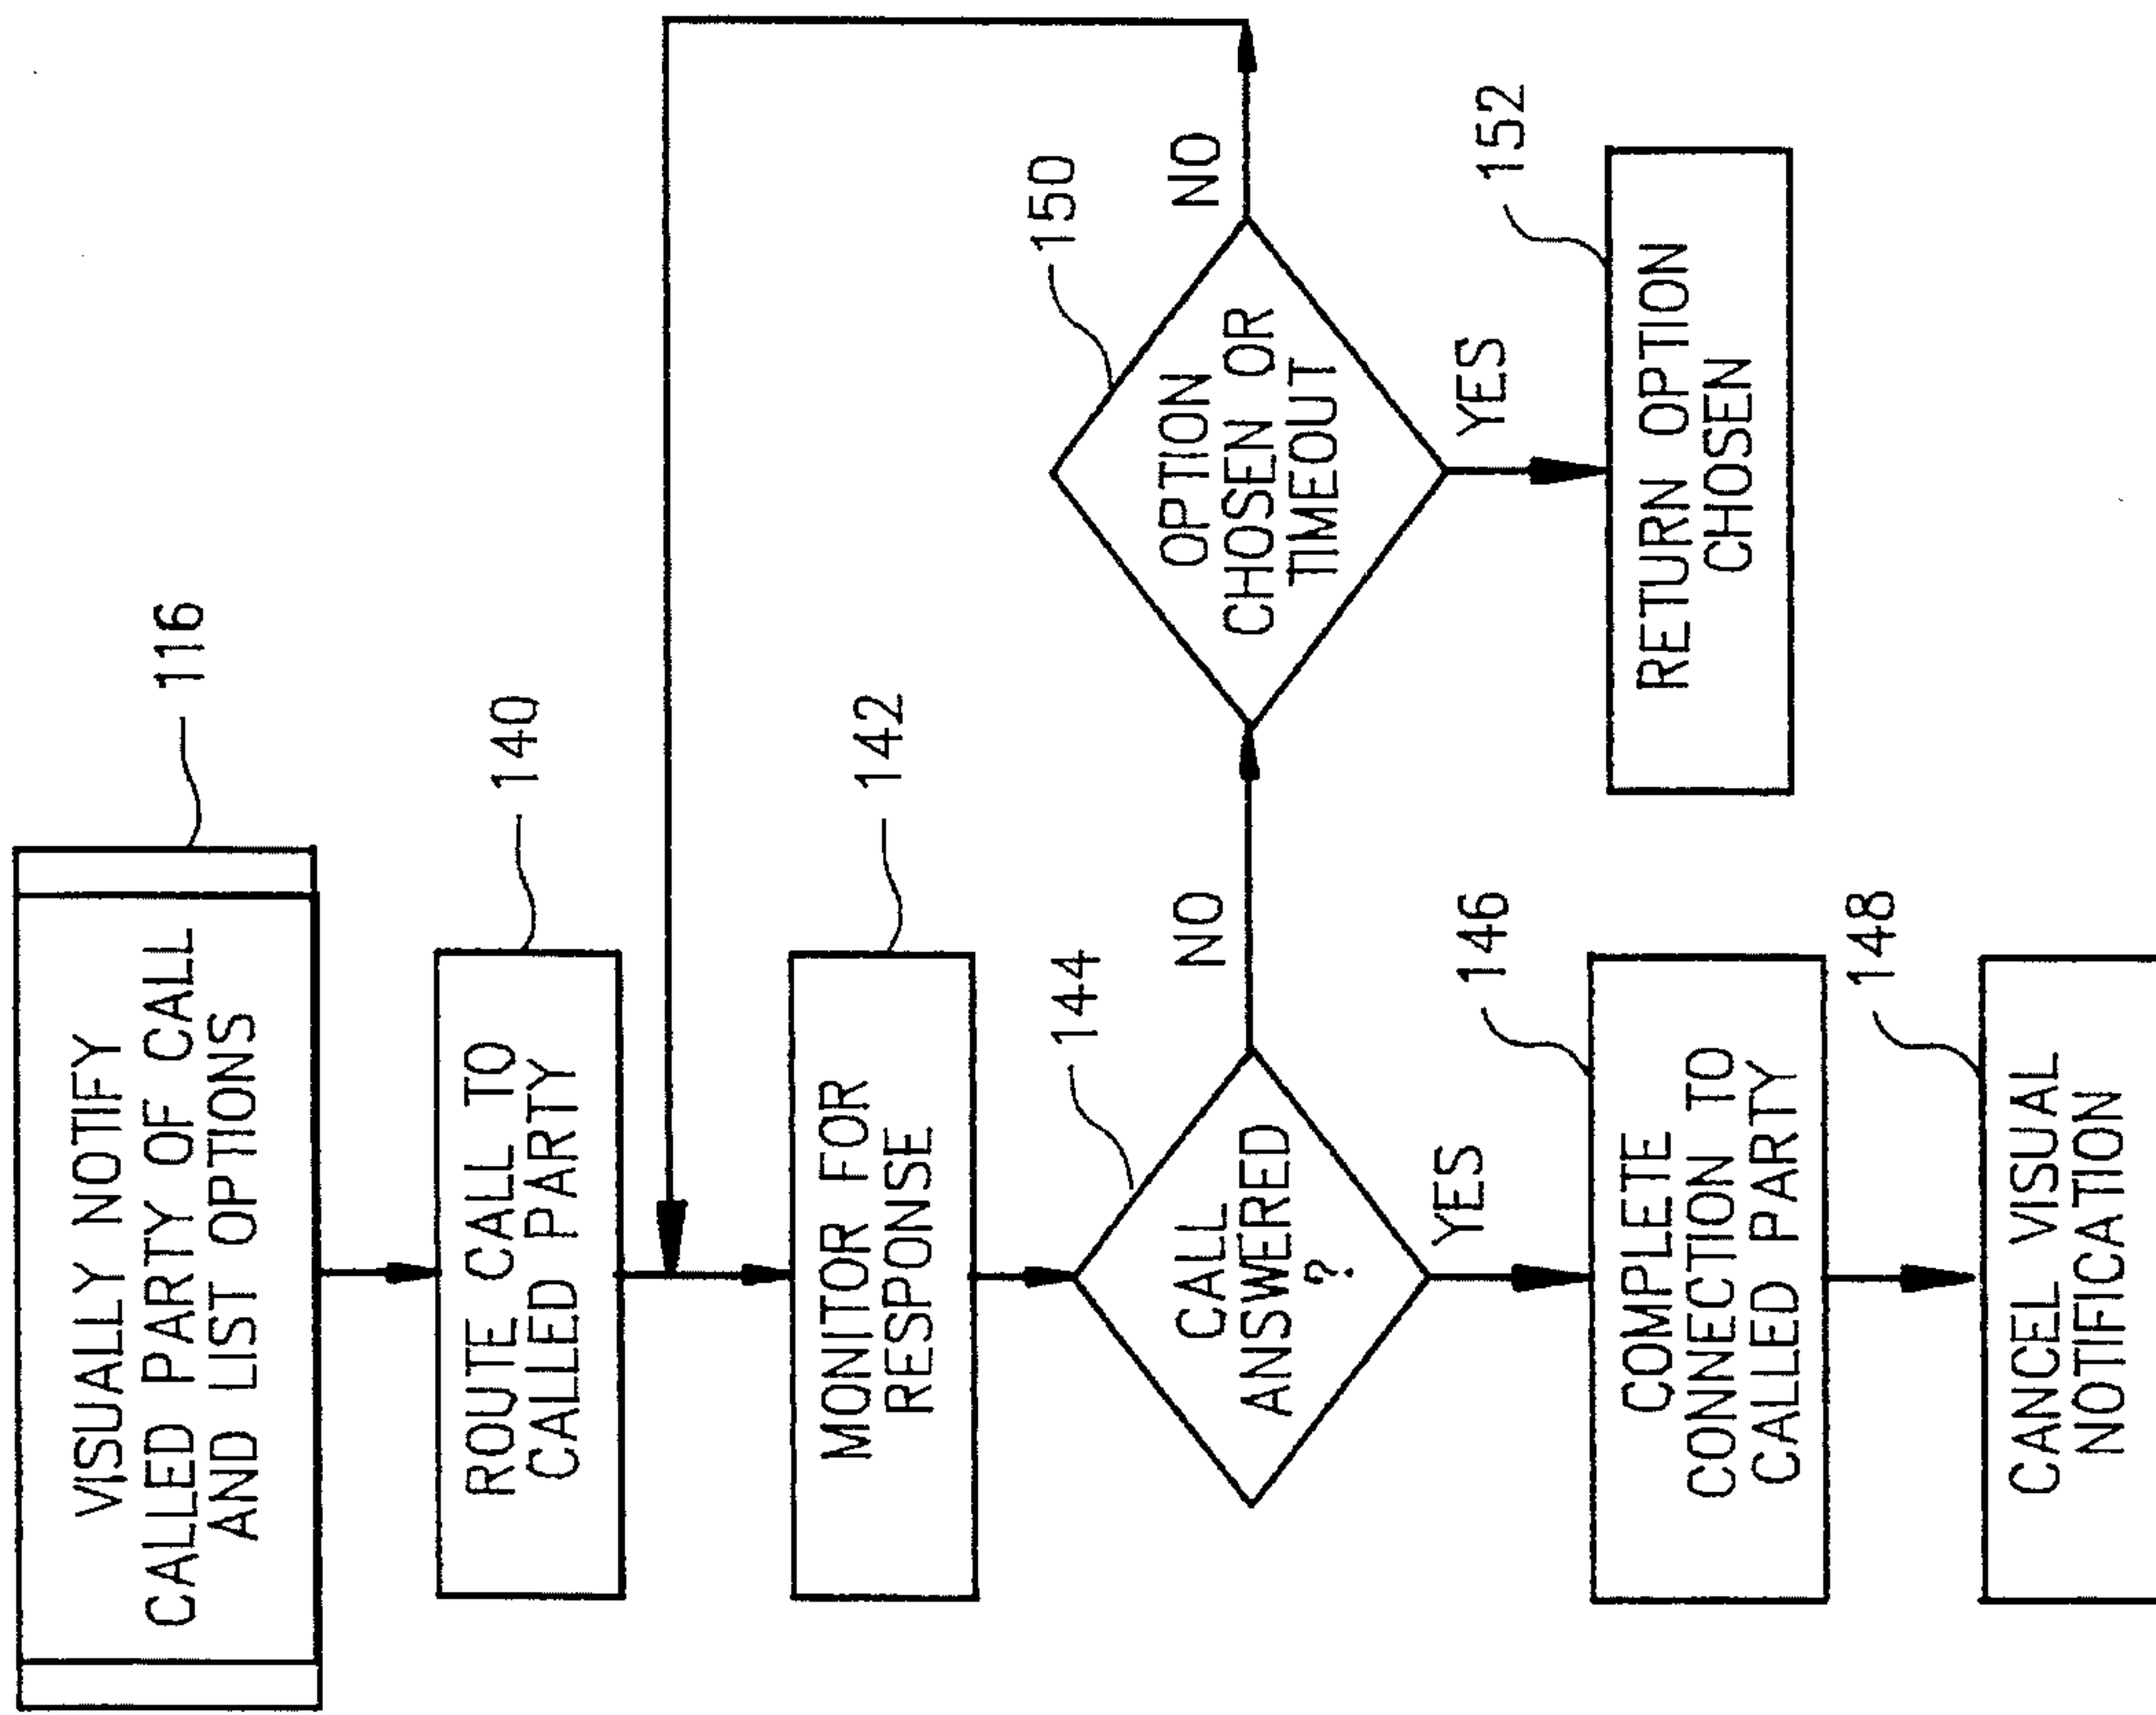 116
VISUALLY NOTIFY
CALLED PARTY OF CALL
AND LIST OPTIONS
140
ROUTE CALL TO
CALLED PARTY
142
MONITOR FOR
RESPONSE
144
CALL
ANSWERED
?
NO
YES
150
OPTION
CHOSEN OR
TIMEOUT
NO
YES
146
COMPLETE
CONNECTION TO
CALLED PARTY
152
RETURN OPTION
CHOSEN
148
CANCEL VISUAL
NOTIFICATION